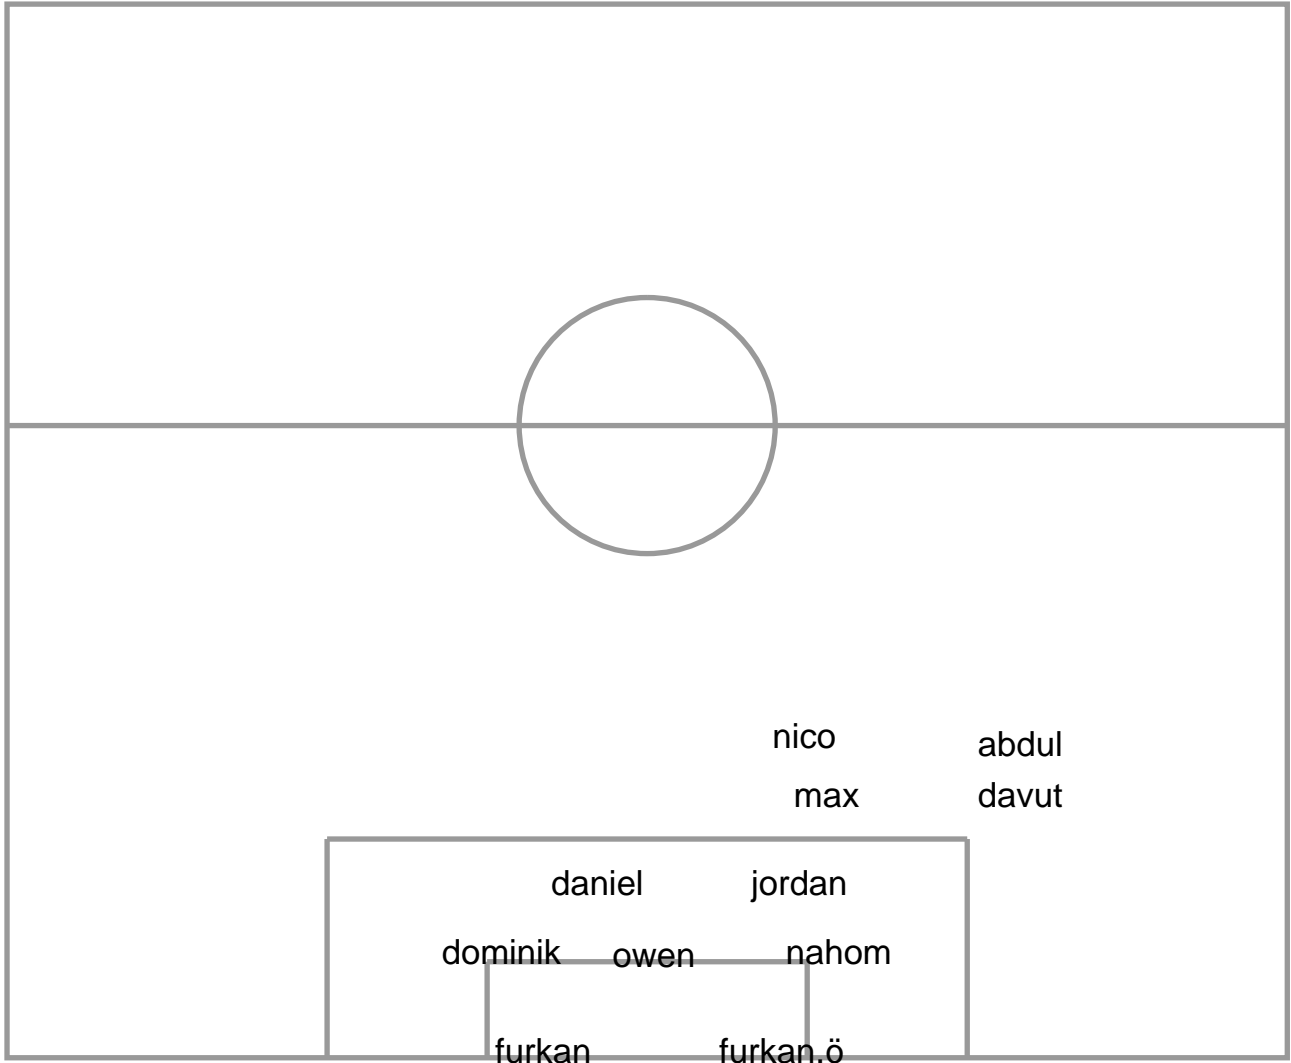 nico abdul
max davut
daniel jordan
dominik owen nahom
furkan furkan.ö